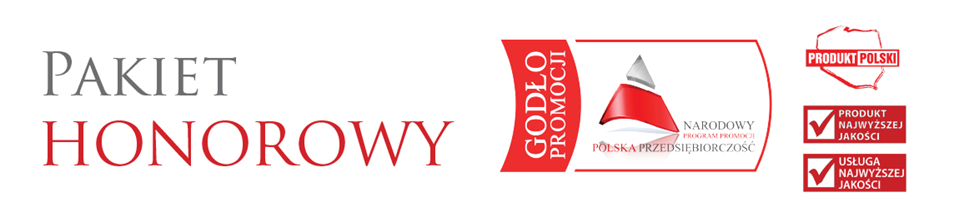 PAKIET
HONOROWY
GODŁO
PROMOCJI
NARODOWY
PROGRAM PROMOCJI
POLSKA PRZEDSIĘBIORCZOŚĆ
PRODUKT POLSKI
PRODUKT
NAJWYŻSZEJ
JAKOŚCI
USŁUGA
NAJWYŻSZEJ
JAKOŚCI